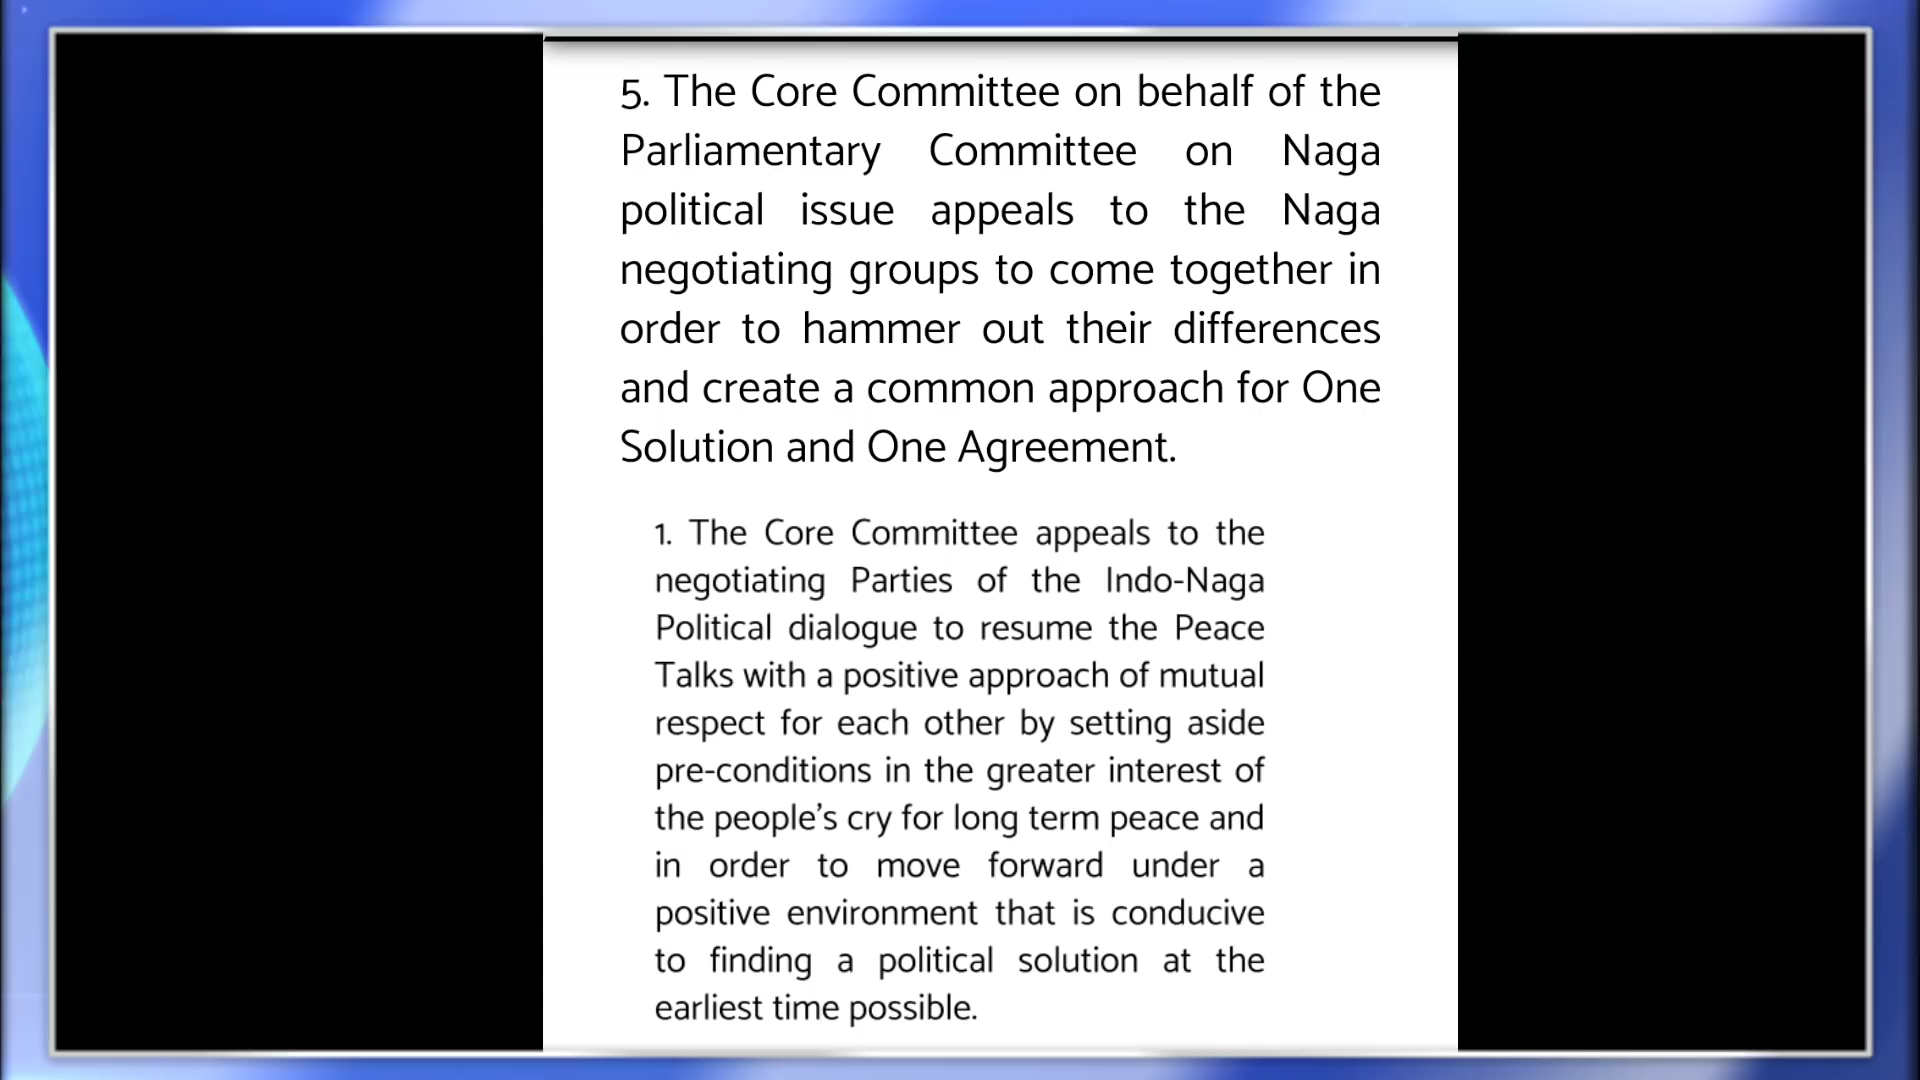 5. The Core Committee on behalf of the
Parliamentary Committee on Naga
political issue appeals to the Naga
negotiating groups to come together in
order to hammer out their differences
and create a common approach for One
Solution and One Agreement.
1. The Core Committee appeals to the
negotiating Parties of the Indo-Naga
Political dialogue to resume the Peace
Talks with a positive approach of mutual
respect for each other by setting aside
pre-conditions in the greater interest of
the people’s cry for long term peace and
in order to move forward under a
positive environment that is conducive
to finding a political solution at the
earliest time possible.